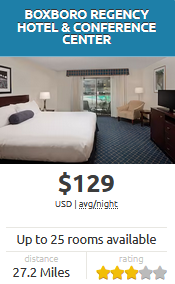 BOXBORO REGENCY
HOTEL & CONFERENCE
CENTER
$129
USD | avg/night
Up to 25 rooms available
distance rating
27.2 Miles